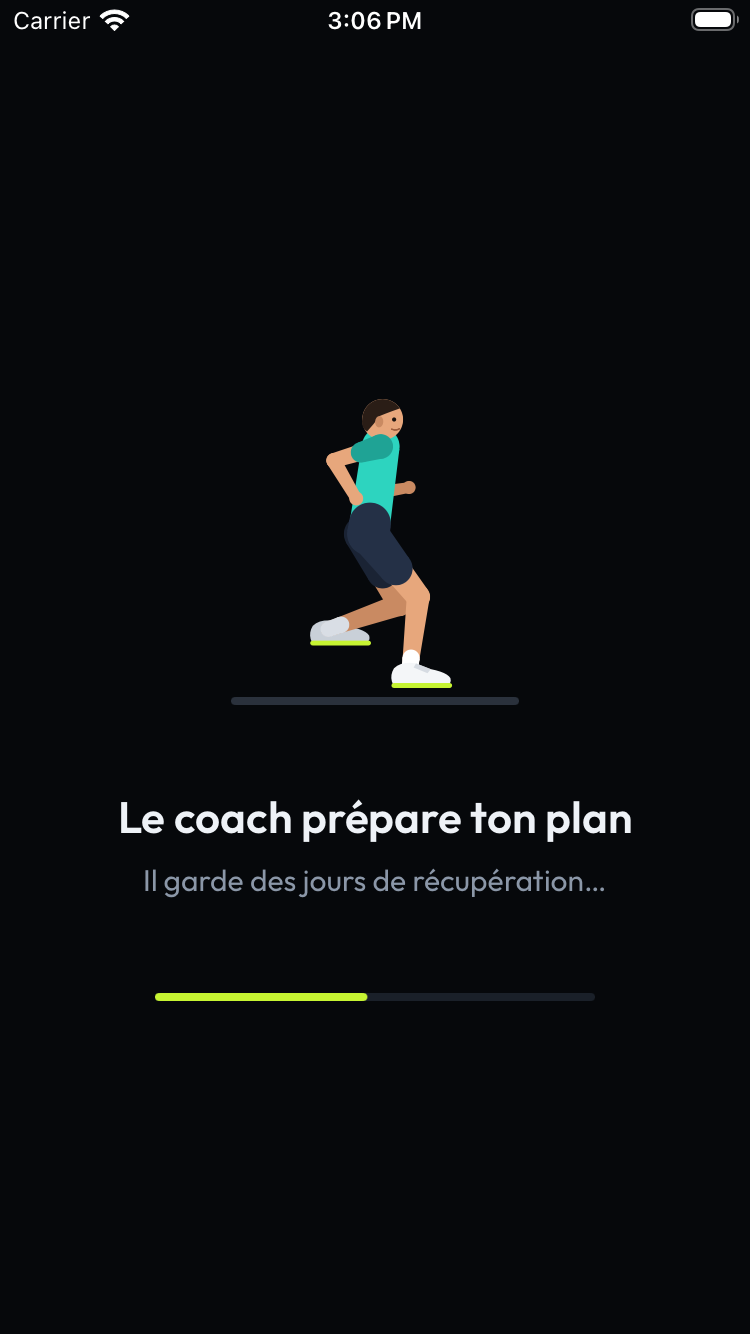 Carrier 3:06 PM
Le coach prépare ton plan
Il garde des jours de récupération…